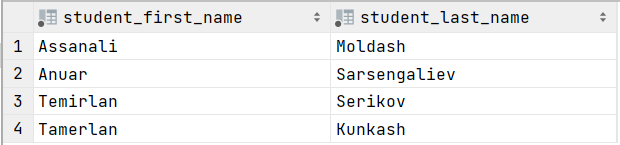 student_first_name student_last_name
1 Assanali Moldash
2 Anuar Sarsengaliev
3 Temirlan Serikov
4 Tamerlan Kunkash